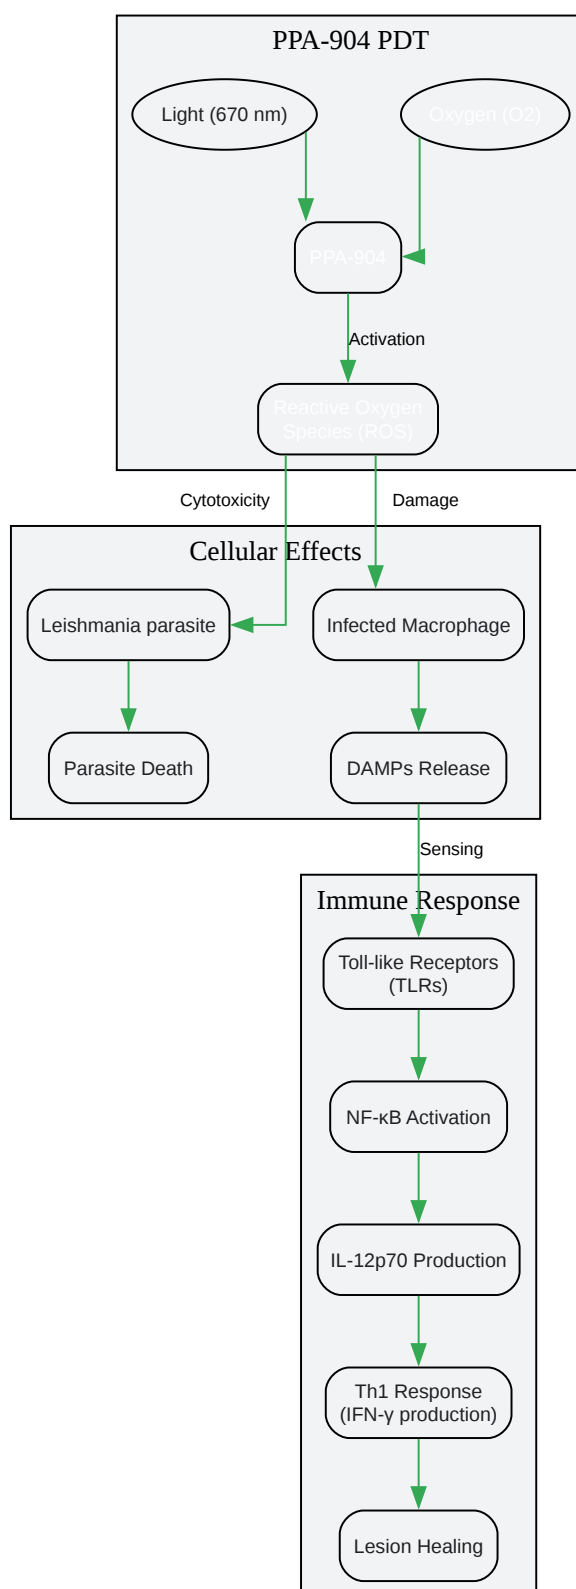 PPA-904 PDT
Light (670 nm)
Oxygen (O2)
PPA-904
Activation
Reactive Oxygen
Species (ROS)
Cytotoxicity
Damage
Cellular Effects
Leishmania parasite
Infected Macrophage
Parasite Death
DAMPs Release
Sensing
Immune Response
Toll-like Receptors
(TLRs)
NF-κB Activation
IL-12p70 Production
Th1 Response
(IFN-γ production)
Lesion Healing